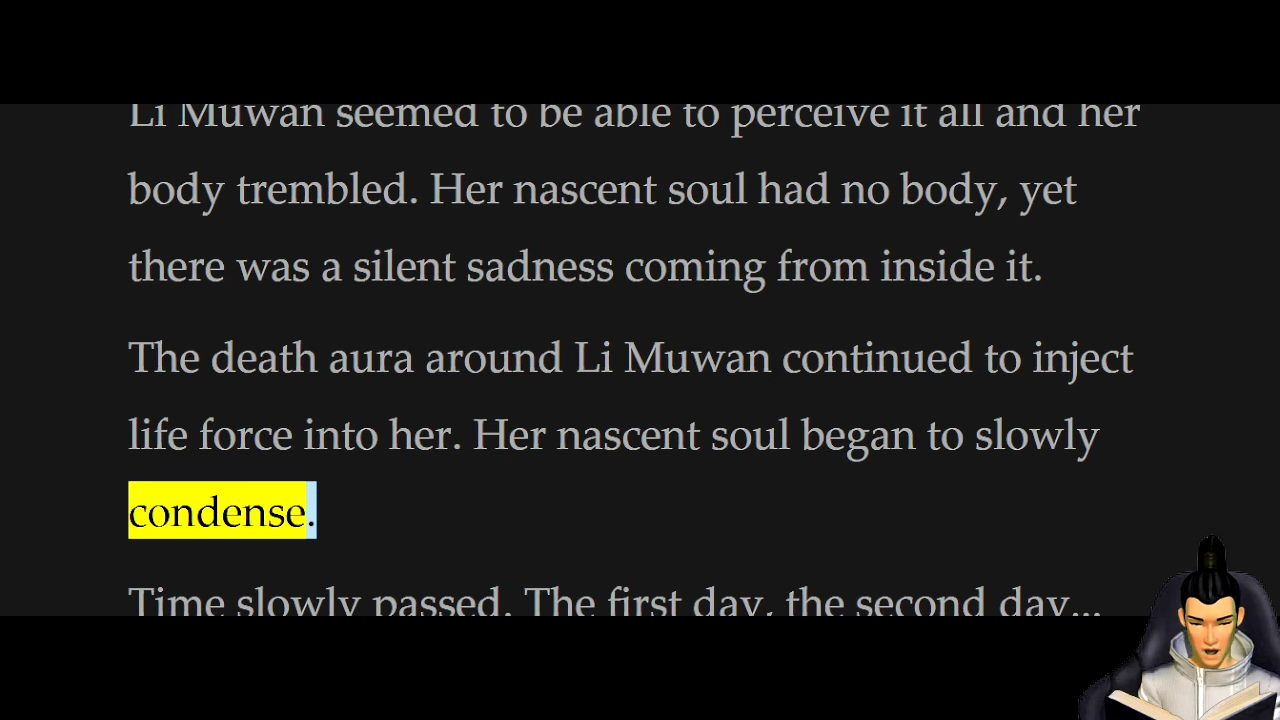 Li Muwan seemed to be able to perceive it all and her
body trembled. Her nascent soul had no body, yet
there was a silent sadness coming from inside it.
The death aura around Li Muwan continued to inject
life force into her. Her nascent soul began to slowly
condense.
Time slowly passed. The first day, the second day...